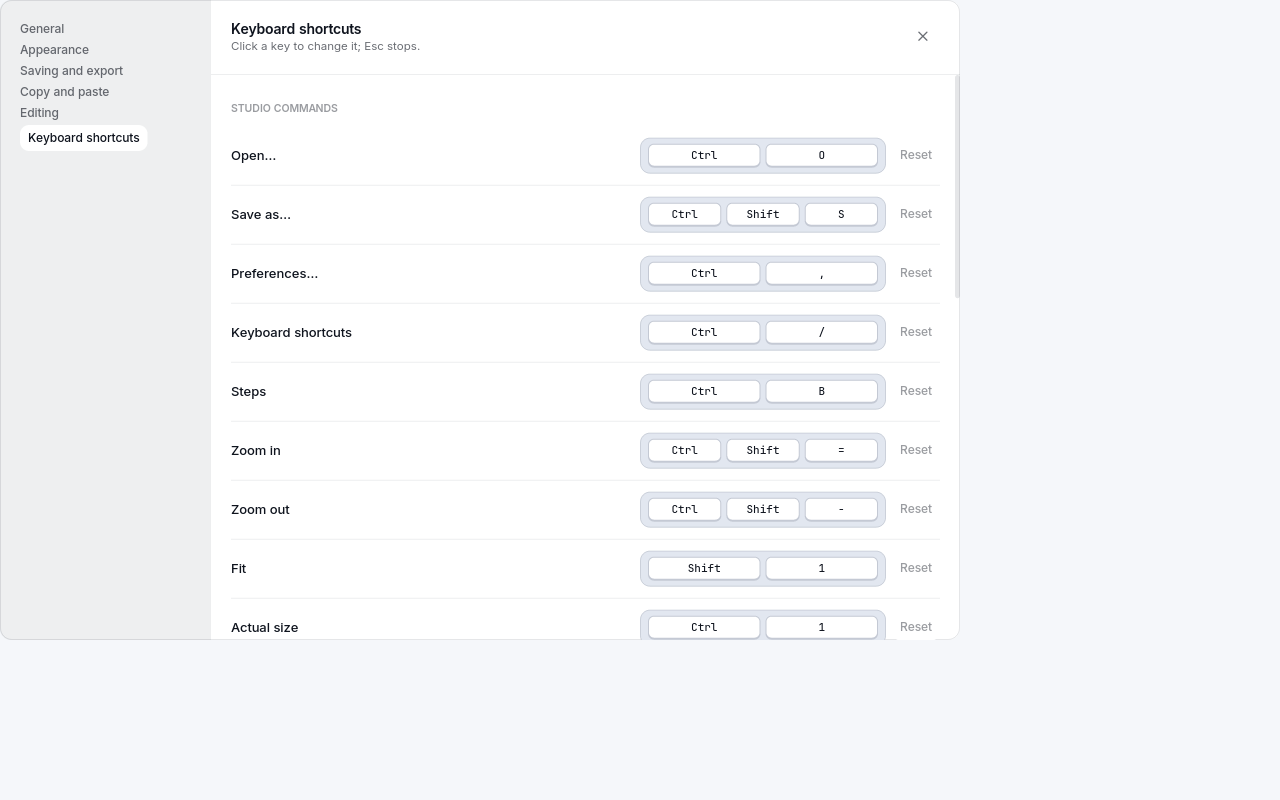 General
Appearance
Saving and export
Copy and paste
Editing
Keyboard shortcuts
Keyboard shortcuts
Click a key to change it; Esc stops.
STUDIO COMMANDS
Open... Ctrl O Reset
Save as... Ctrl Shift S Reset
Preferences... Ctrl , Reset
Keyboard shortcuts Ctrl / Reset
Steps Ctrl B Reset
Zoom in Ctrl Shift = Reset
Zoom out Ctrl Shift - Reset
Fit Shift 1 Reset
Actual size Ctrl 1 Reset